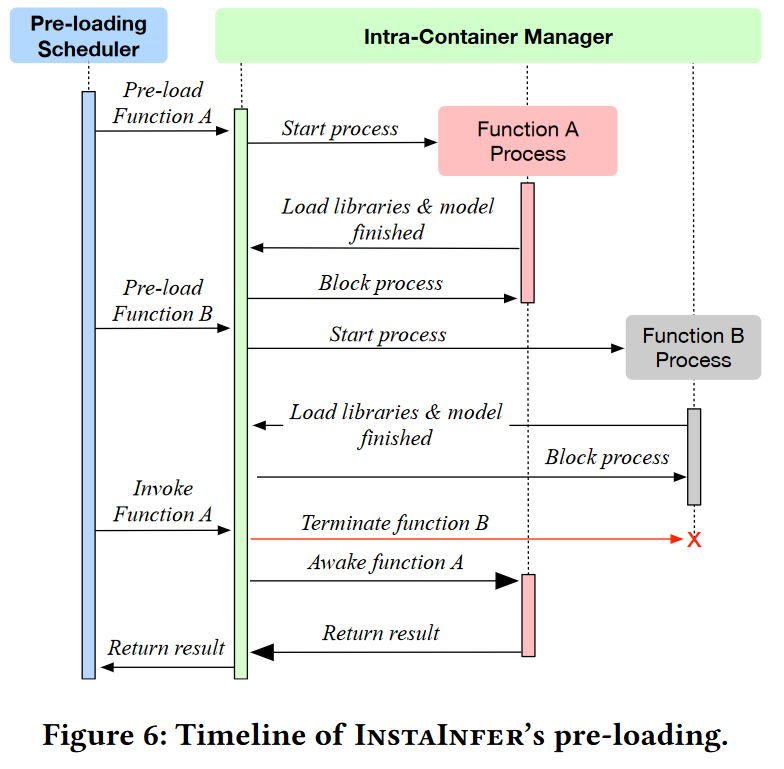 Pre-loading
Scheduler
Intra-Container Manager
Pre-load
Function A
Start process
Function A
Process
Load libraries & model
finished
Block process
Pre-load
Function B
Start process
Function B
Process
Load libraries & model
finished
Block process
Invoke
Function A
Terminate function B
X
Awake function A
Return result
Return result
Figure 6: Timeline of INSTAINFER's pre-loading.